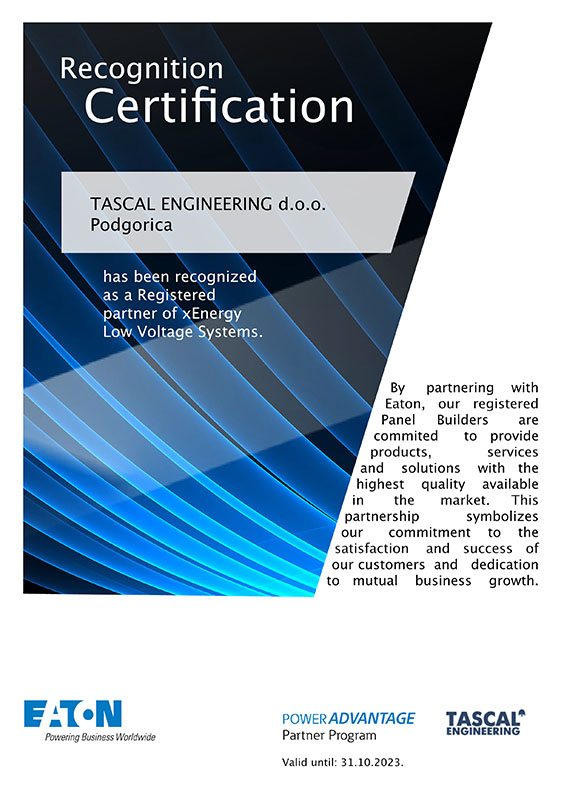 Recognition
Certification
TASCAL ENGINEERING d.o.o.
Podgorica
has been recognized
as a Registered
partner of xEnergy
Low Voltage Systems.
By partnering with
Eaton, our registered
Panel Builders are
commited to provide
products, services
and solutions with the
highest quality available
in the market. This
partnership symbolizes
our commitment to the
satisfaction and success of
our customers and dedication
to mutual business growth.
EATON
Powering Business Worldwide
POWERADVANTAGE
Partner Program
Valid until: 31.10.2023.
TASCAL
ENGINEERING